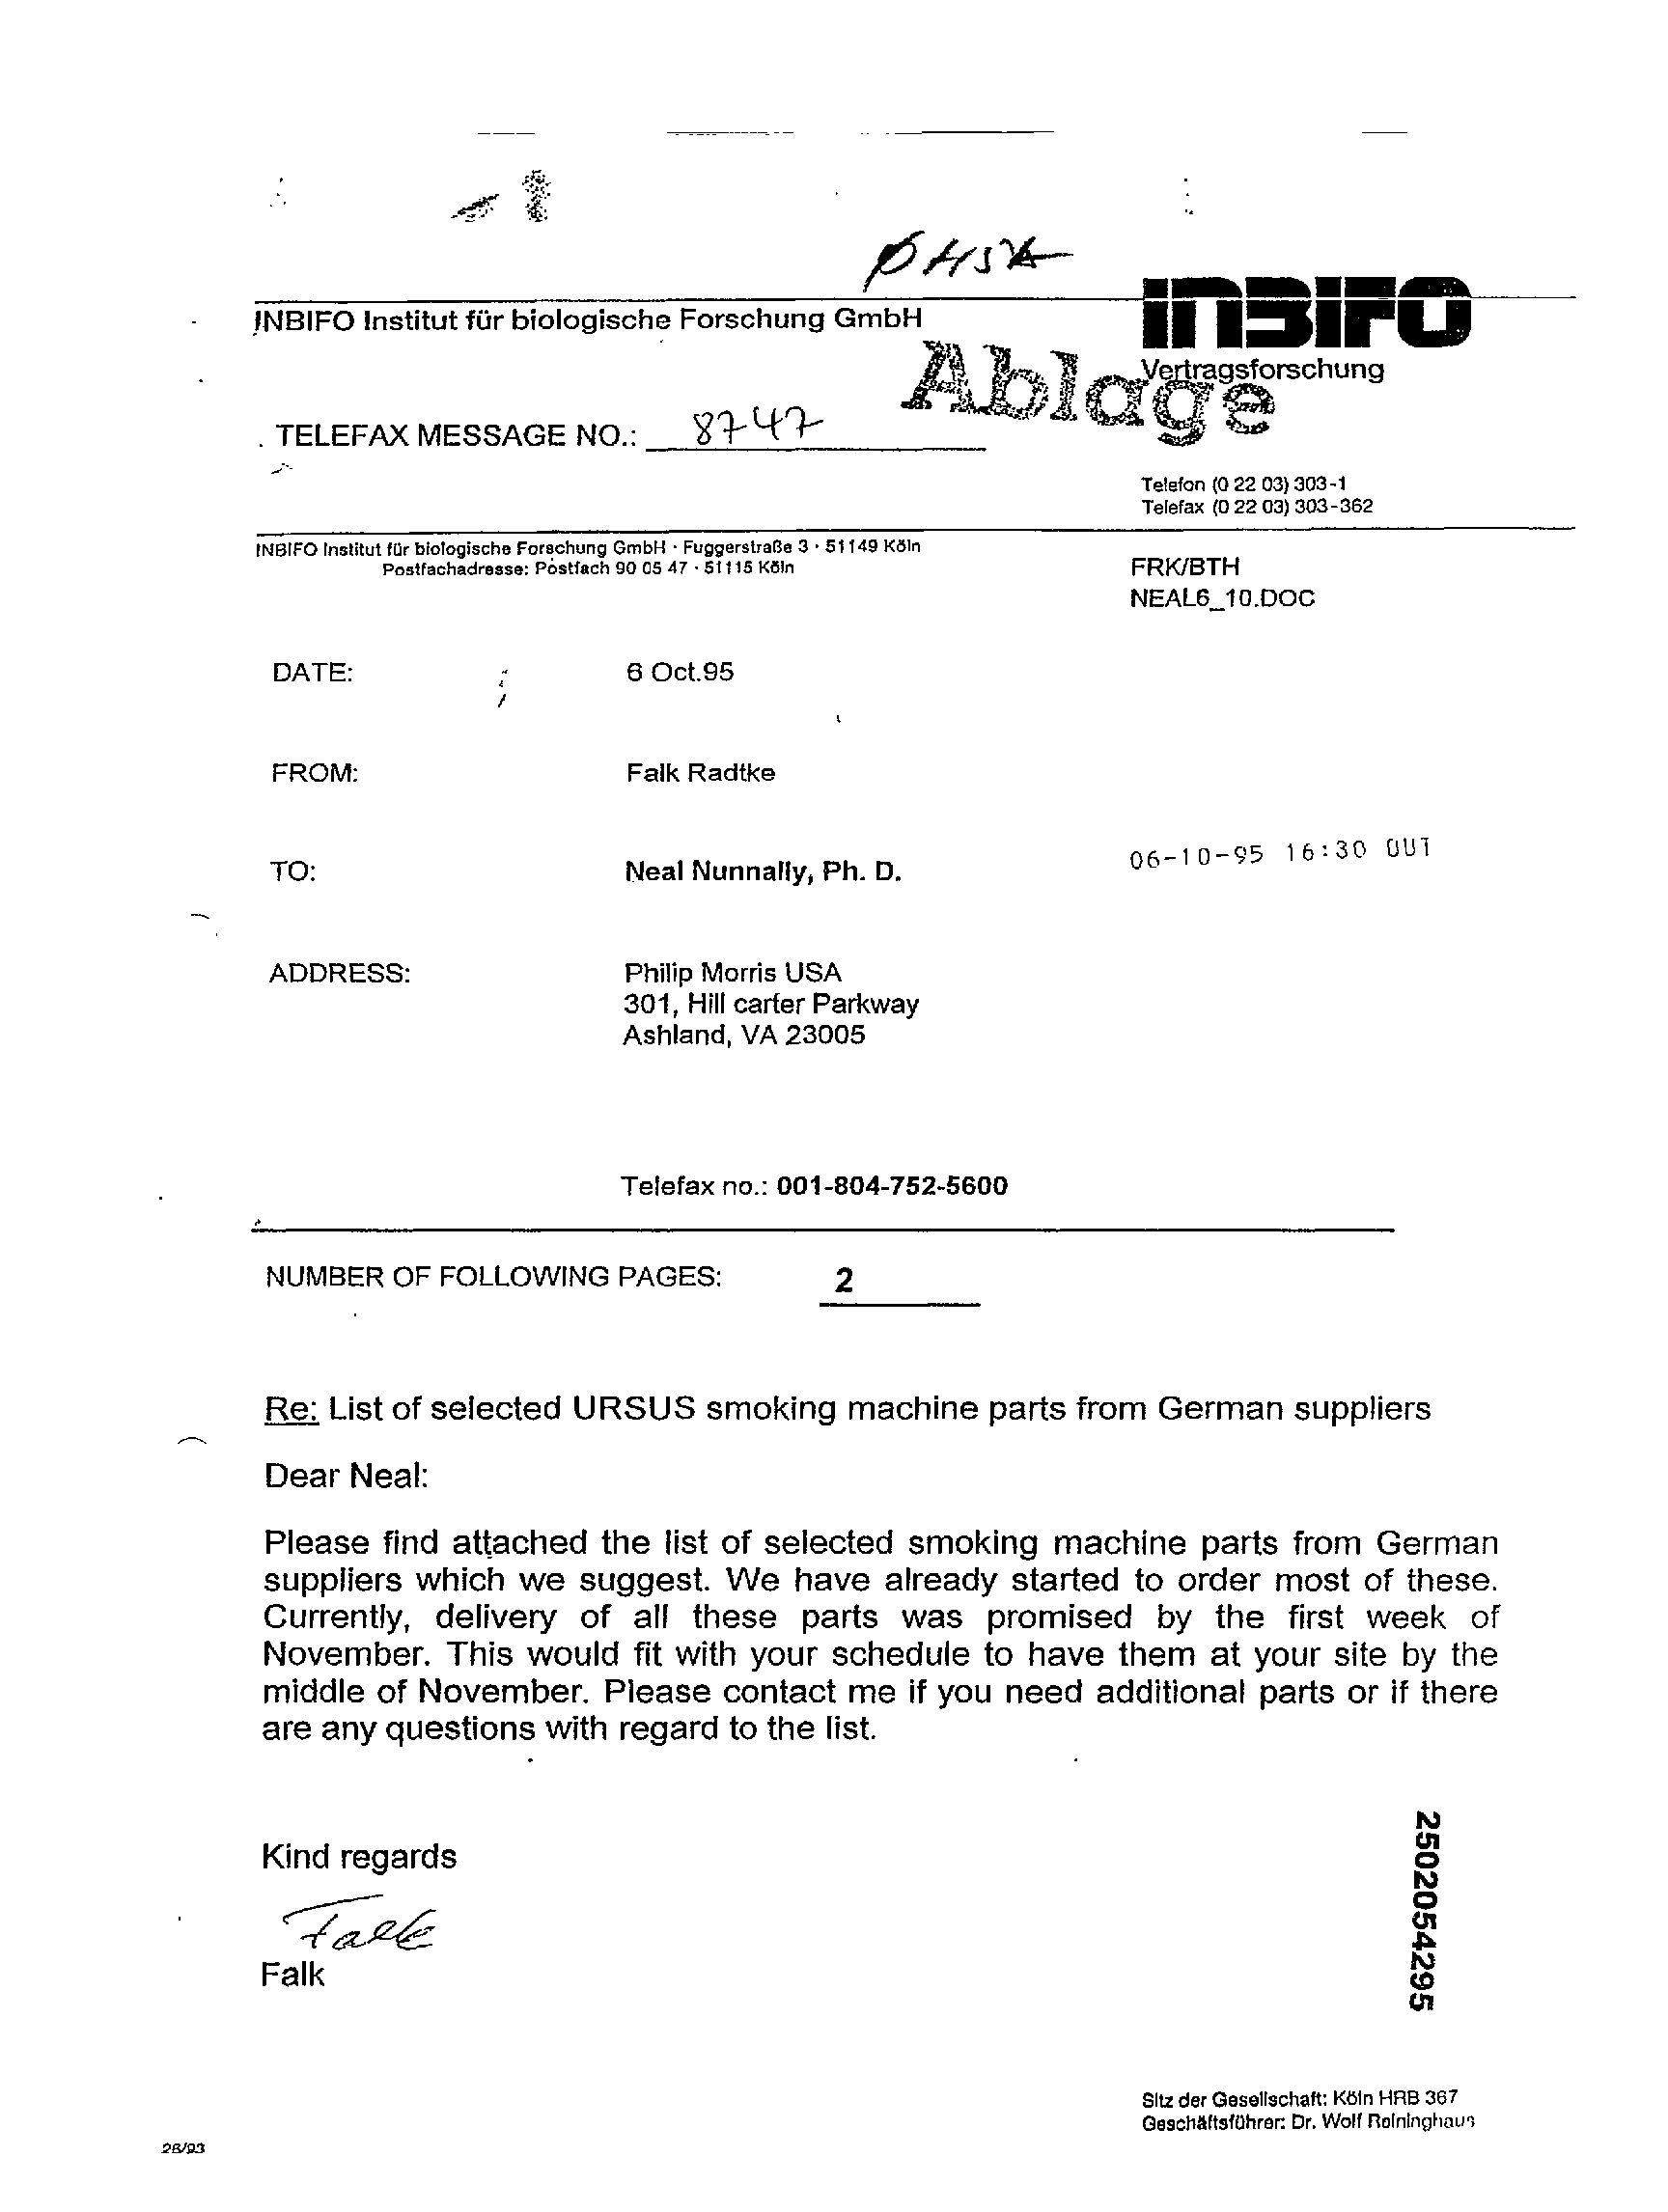 INBIFO Institut für biologische Forschung GmbH
INBIFO
Vertragsforschung
Ablage
TELEFAX MESSAGE NO.: 8747
Telefon (0 22 03) 303-1
Telefax (0 22 03) 303-362
INBIFO Institut für biologische Forschung GmbH · Fuggerstraße 3 · 51149 Köln
Postfachadresse: Postfach 90 05 47 · 51115 Köln
FRK/BTH
NEAL6_10.DOC
DATE: 6 Oct.95
FROM: Falk Radtke
TO: Neal Nunnally, Ph. D.
06-10-95 16:30 OUT
ADDRESS: Philip Morris USA
301, Hill carter Parkway
Ashland, VA 23005
Telefax no.: 001-804-752-5600
NUMBER OF FOLLOWING PAGES: 2
Re: List of selected URSUS smoking machine parts from German suppliers
Dear Neal:
Please find attached the list of selected smoking machine parts from German
suppliers which we suggest. We have already started to order most of these.
Currently, delivery of all these parts was promised by the first week of
November. This would fit with your schedule to have them at your site by the
middle of November. Please contact me if you need additional parts or if there
are any questions with regard to the list.
Kind regards
Falk
Falk
2502054295
Sitz der Gesellschaft: Köln HRB 367
Geschäftsführer: Dr. Wolf Reininghaus
26/93